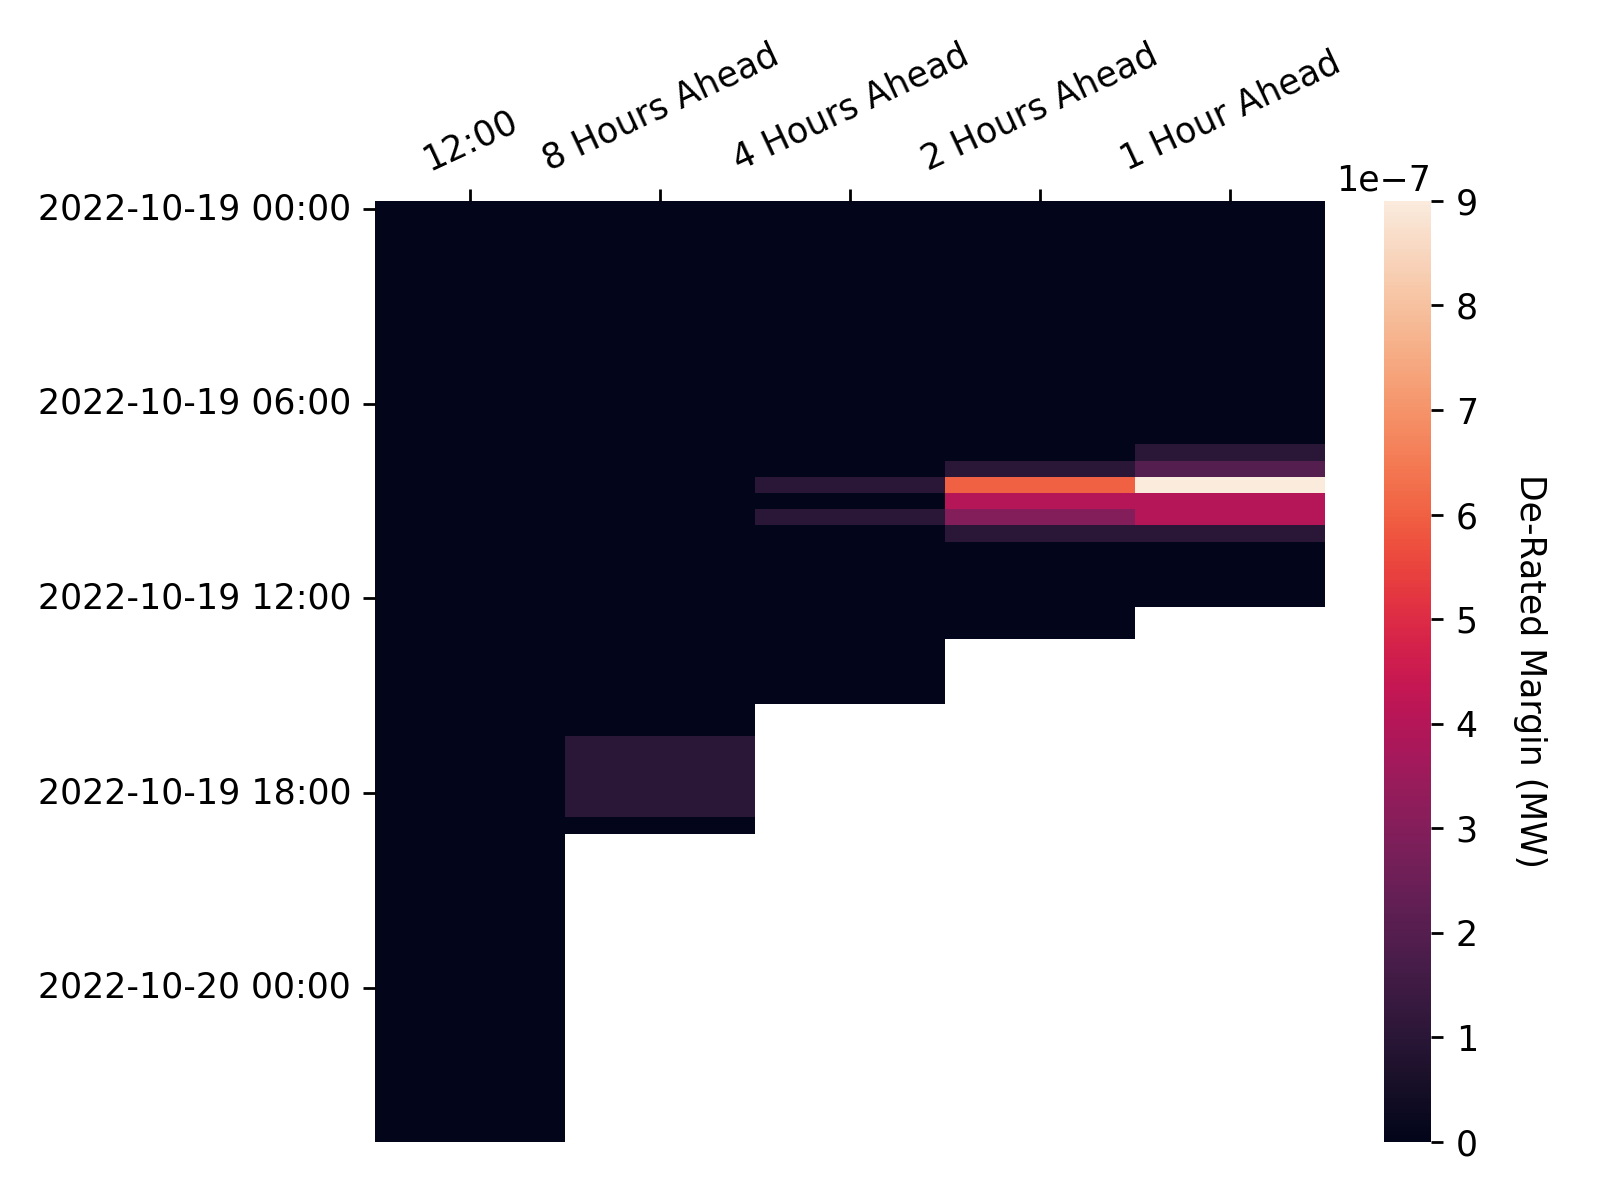 12:00
8 Hours Ahead
4 Hours Ahead
2 Hours Ahead
1 Hour Ahead
2022-10-19 00:00
2022-10-19 06:00
2022-10-19 12:00
2022-10-19 18:00
2022-10-20 00:00
1e−7
9
8
7
6
5
4
3
2
1
0
De-Rated Margin (MW)